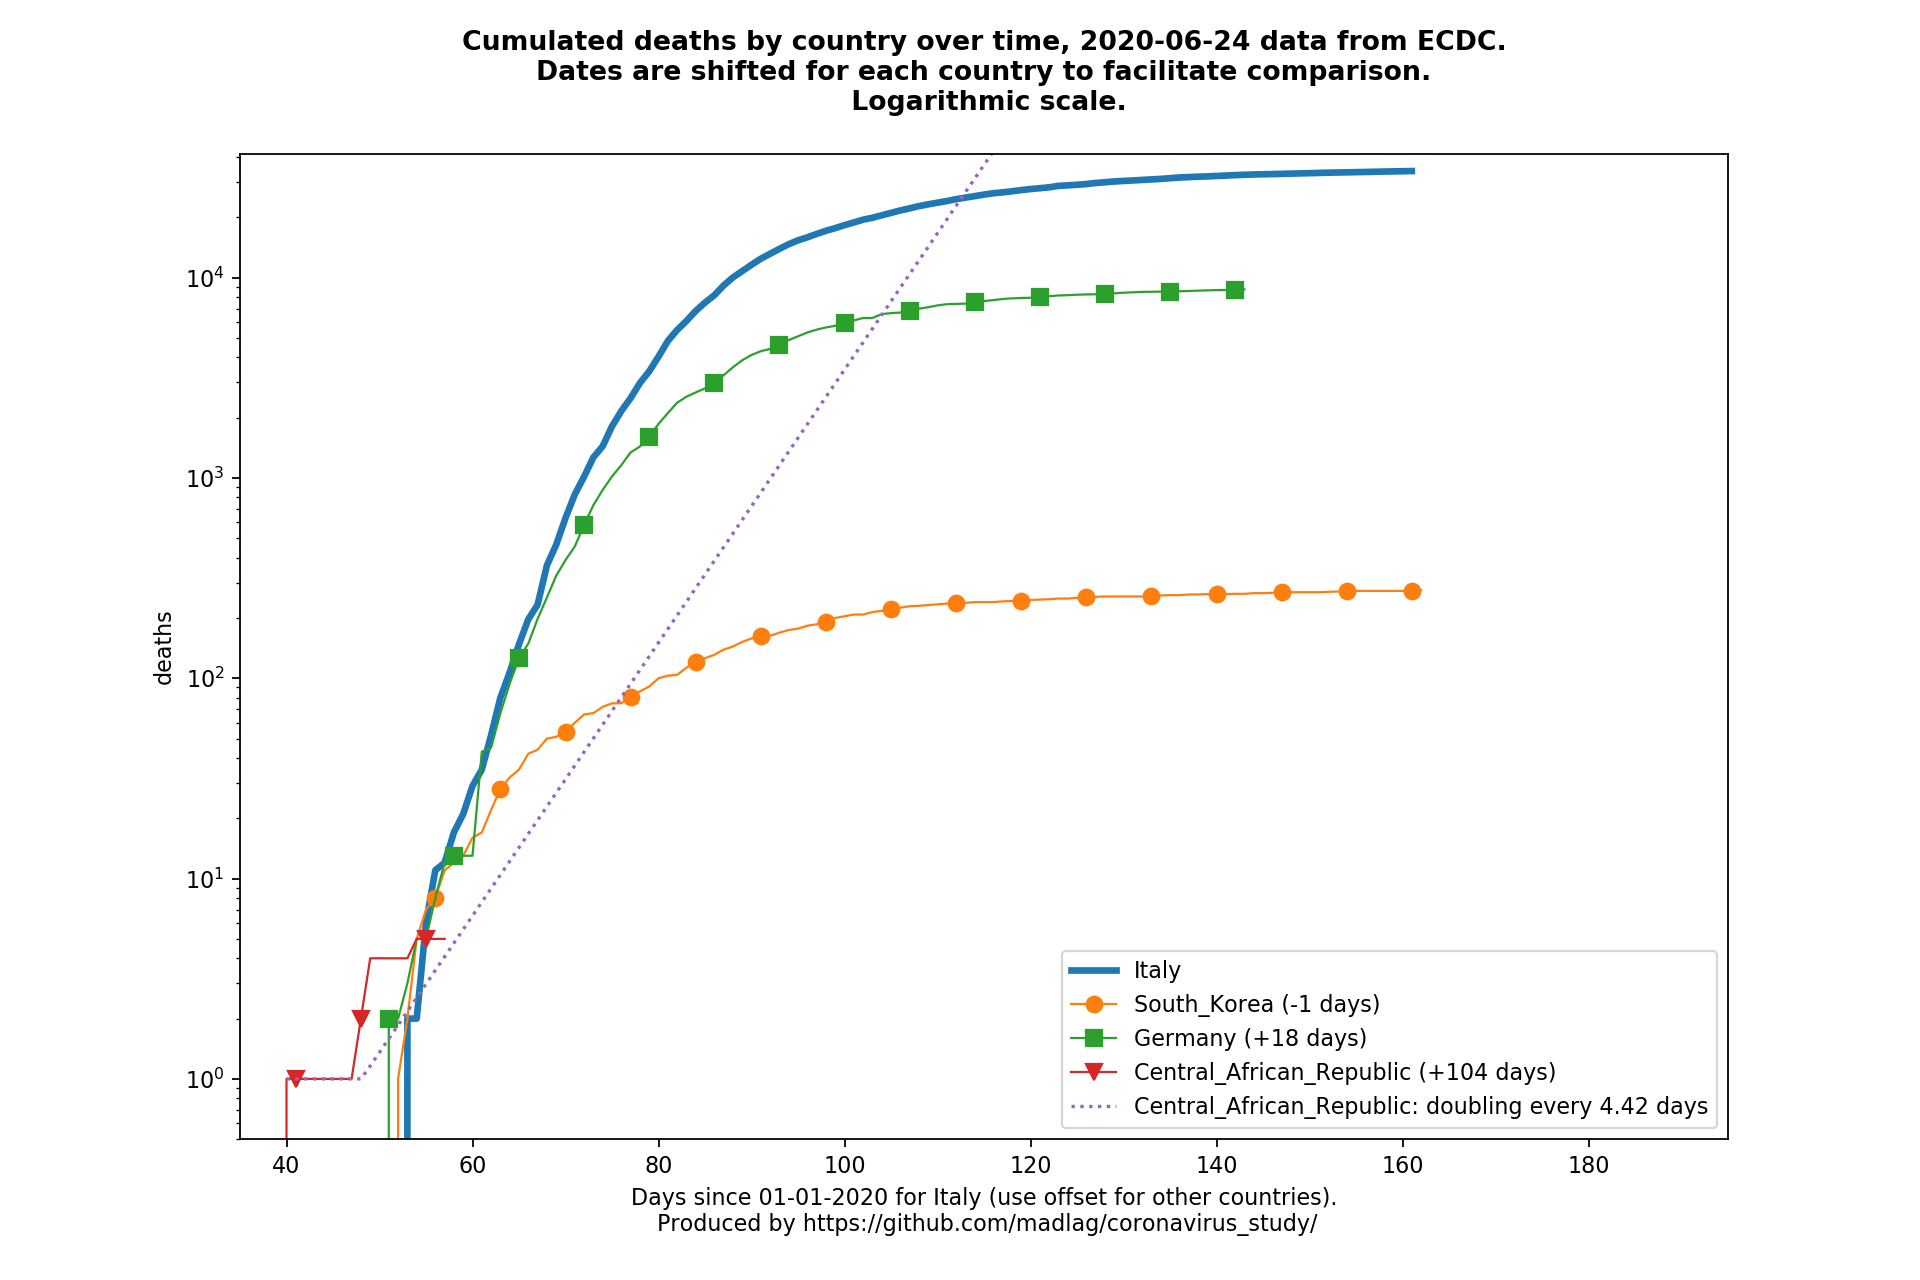 Cumulated deaths by country over time, 2020-06-24 data from ECDC.
Dates are shifted for each country to facilitate comparison.
Logarithmic scale.
deaths
10^4
10^3
10^2
10^1
10^0
Italy
South_Korea (-1 days)
Germany (+18 days)
Central_African_Republic (+104 days)
Central_African_Republic: doubling every 4.42 days
40 60 80 100 120 140 160 180
Days since 01-01-2020 for Italy (use offset for other countries).
Produced by https://github.com/madlag/coronavirus_study/